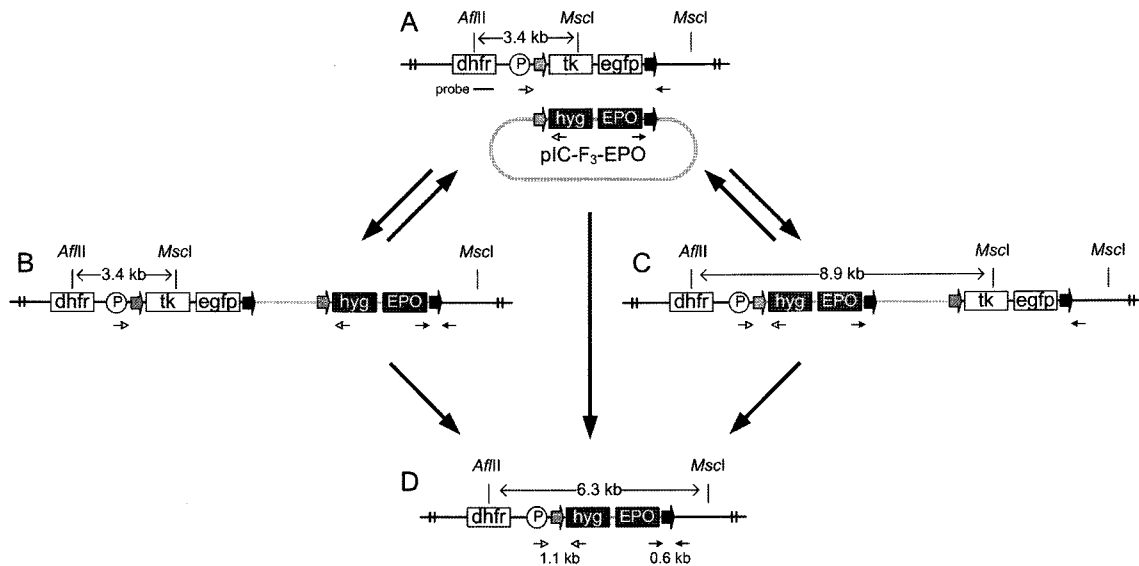 A
AflII MscI MscI
3.4 kb
dhfr P tk egfp
probe
hyg EPO
pIC-F3-EPO
B
AflII MscI MscI
3.4 kb
dhfr P tk egfp hyg EPO
C
AflII MscI MscI
8.9 kb
dhfr P hyg EPO tk egfp
D
AflII MscI
6.3 kb
dhfr P hyg EPO
1.1 kb 0.6 kb